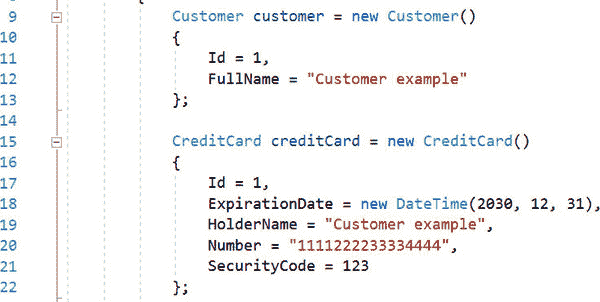 {
9 Customer customer = new Customer()
10 {
11 Id = 1,
12 FullName = "Customer example"
13 };
14
15 CreditCard creditCard = new CreditCard()
16 {
17 Id = 1,
18 ExpirationDate = new DateTime(2030, 12, 31),
19 HolderName = "Customer example",
20 Number = "1111222233334444",
21 SecurityCode = 123
22 };